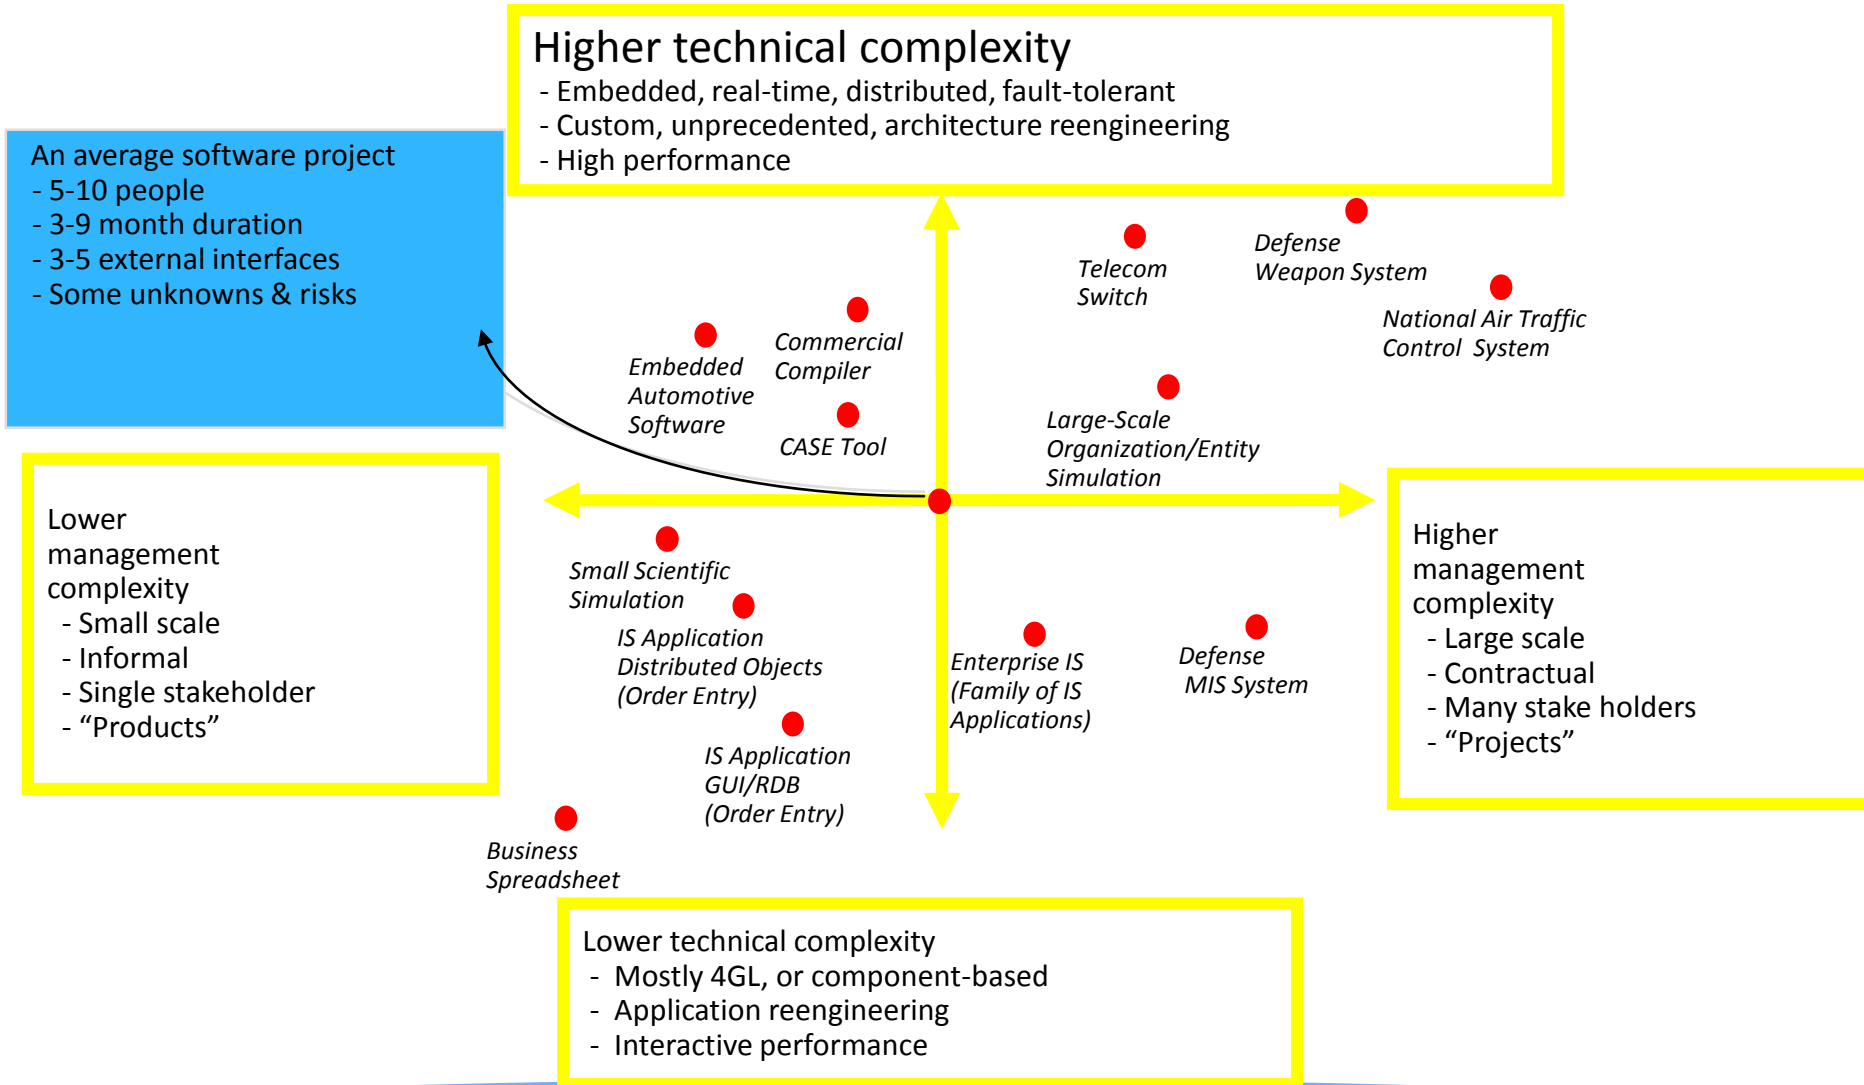 Higher technical complexity
- Embedded, real-time, distributed, fault-tolerant
- Custom, unprecedented, architecture reengineering
- High performance
An average software project
- 5-10 people
- 3-9 month duration
- 3-5 external interfaces
- Some unknowns & risks
Telecom
Switch
Defense
Weapon System
National Air Traffic
Control System
Commercial
Compiler
Embedded
Automotive
Software
CASE Tool
Large-Scale
Organization/Entity
Simulation
Lower
management
complexity
- Small scale
- Informal
- Single stakeholder
- “Products”
Higher
management
complexity
- Large scale
- Contractual
- Many stake holders
- “Projects”
Small Scientific
Simulation
IS Application
Distributed Objects
(Order Entry)
Enterprise IS
(Family of IS
Applications)
Defense
MIS System
IS Application
GUI/RDB
(Order Entry)
Business
Spreadsheet
Lower technical complexity
- Mostly 4GL, or component-based
- Application reengineering
- Interactive performance